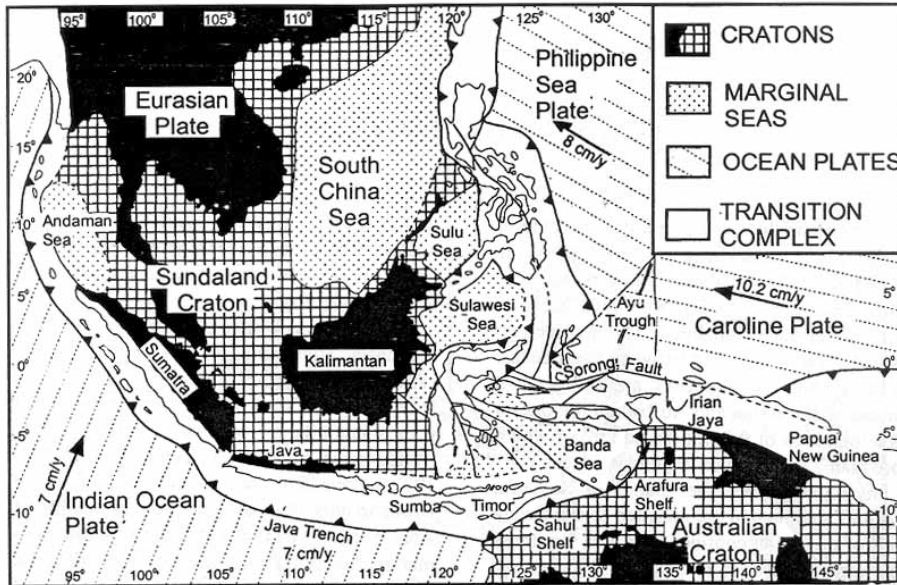 95° 100° 105° 110° 115° 120° 125° 130°
20°
15°
10°
5°
0°
-5°
-10°
Eurasian
Plate
South
China
Sea
Andaman
Sea
Sundaland
Craton
Sumatra
Kalimantan
Java
Sulu
Sea
Sulawesi
Sea
Philippine
Sea
Plate
8 cm/y
CRATONS
MARGINAL
SEAS
OCEAN PLATES
TRANSITION
COMPLEX
10.2 cm/y
5°
Ayu
Trough
Caroline Plate
0°
Sorong Fault
Irian
Jaya
Papua
New Guinea
-5°
Banda
Sea
Arafura
Shelf
Sumba
Timor
Sahul
Shelf
Australian
Craton
-10°
7 cm/y
Indian Ocean
Plate
Java Trench
7 cm/y
95° 100° 105° 110° 115° 120° 125° 130° 135° 140° 145°